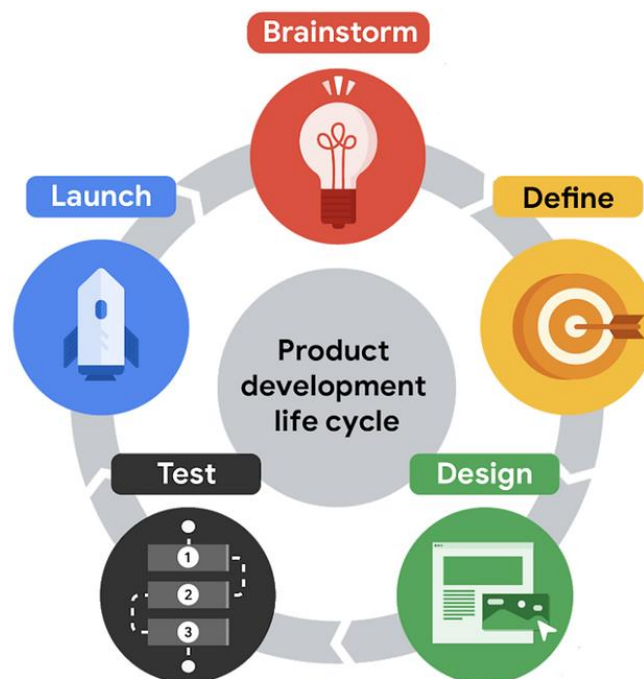 Brainstorm
Launch
Define
Product
development
life cycle
Test
Design
1
2
3